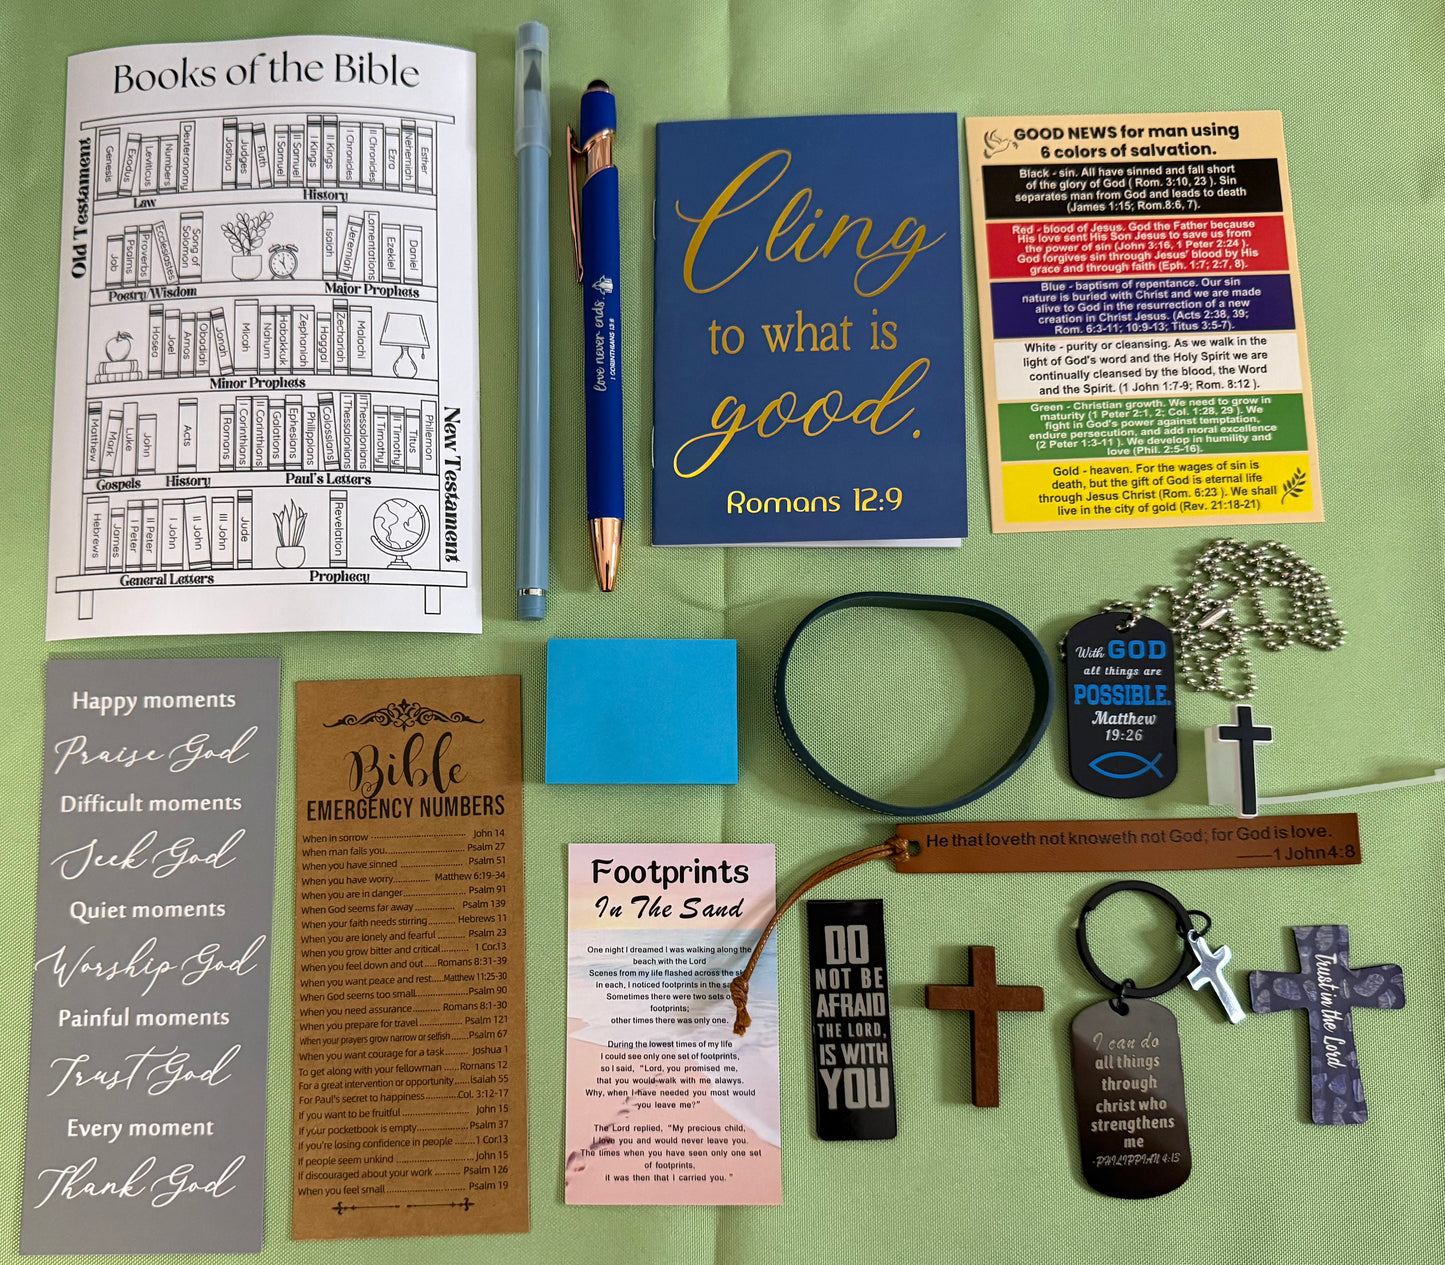 Books of the Bible
Old Testament
Genesis
Exodus
Leviticus
Numbers
Deuteronomy
Law
Joshua
Judges
Ruth
I Samuel
II Samuel
I Kings
II Kings
I Chronicles
II Chronicles
Ezra
Nehemiah
Esther
History
Job
Psalms
Proverbs
Ecclesiastes
Song of
Solomon
Poetry/Wisdom
Isaiah
Jeremiah
Lamentations
Ezekiel
Daniel
Major Prophets
Hosea
Joel
Amos
Obadiah
Jonah
Micah
Nahum
Habakkuk
Zephaniah
Haggai
Zechariah
Malachi
Minor Prophets
New Testament
Matthew
Mark
Luke
John
Gospels
Acts
History
Romans
I Corinthians
II Corinthians
Galatians
Ephesians
Philippians
Colossians
I Thessalonians
II Thessalonians
I Timothy
II Timothy
Titus
Philemon
Paul's Letters
Hebrews
James
I Peter
II Peter
I John
II John
III John
Jude
General Letters
Revelation
Prophecy
love never ends.
1 CORINTHIANS 13:8
Cling
to what is
good.
Romans 12:9
GOOD NEWS for man using
6 colors of salvation.
Black - sin. All have sinned and fall short
of the glory of God ( Rom. 3:10, 23 ). Sin
separates man from God and leads to death
(James 1:15; Rom.8:6, 7).
Red - blood of Jesus. God the Father because
His love sent His Son Jesus to save us from
the power of sin (John 3:16, 1 Peter 2:24 ).
God forgives sin through Jesus' blood by His
grace and through faith (Eph. 1:7; 2:7, 8).
Blue - baptism of repentance. Our sin
nature is buried with Christ and we are made
alive to God in the resurrection of a new
creation in Christ Jesus. (Acts 2:38, 39;
Rom. 6:3-11; 10:9-13; Titus 3:5-7).
White - purity or cleansing. As we walk in the
light of God's word and the Holy Spirit we are
continually cleansed by the blood, the Word
and the Spirit. (1 John 1:7-9; Rom. 8:12 ).
Green - Christian growth. We need to grow in
maturity (1 Peter 2:1, 2; Col. 1:28, 29 ). We
fight in God's power against temptation,
endure persecution, and add moral excellence
(2 Peter 1:3-11 ). We develop in humility and
love (Phil. 2:5-16).
Gold - heaven. For the wages of sin is
death, but the gift of God is eternal life
through Jesus Christ (Rom. 6:23 ). We shall
live in the city of gold (Rev. 21:18-21)
Happy moments
Praise God
Difficult moments
Seek God
Quiet moments
Worship God
Painful moments
Trust God
Every moment
Thank God
Bible
EMERGENCY NUMBERS
When in sorrow ........ John 14
When man fails you ........ Psalm 27
When you have sinned ........ Psalm 51
When you have worry ........ Matthew 6:19-34
When you are in danger ........ Psalm 91
When God seems far away ........ Psalm 139
When your faith needs stirring ........ Hebrews 11
When you are lonely and fearful ........ Psalm 23
When you grow bitter and critical ........ 1 Cor.13
When you feel down and out ..... Romans 8:31-39
When you want peace and rest ..... Matthew 11:25-30
When God seems too small ........ Psalm 90
When you need assurance ........ Romans 8:1-30
When you prepare for travel ........ Psalm 121
When your prayers grow narrow or selfish ..... Psalm 67
When you want courage for a task ........ Joshua 1
To get along with your fellowman ..... Romans 12
For a great intervention or opportunity ..... Isaiah 55
For Paul's secret to happiness ........ Col. 3:12-17
If you want to be fruitful ........ John 15
If your pocketbook is empty ........ Psalm 37
If you're losing confidence in people ........ 1 Cor.13
If people seem unkind ........ John 15
If discouraged about your work ........ Psalm 126
When you feel small ........ Psalm 19
Footprints
In The Sand
One night I dreamed I was walking along the
beach with the Lord
Scenes from my life flashed across the
In each, I noticed footprints in the
Sometimes there were two sets
footprints;
other times there was only one.
During the lowest times of my life
I could see only one set of footprints,
so I said, "Lord, you promised me,
that you would walk with me alawys.
Why, when I have needed you most would
you leave me?"
The Lord replied, "My precious child,
I love you and would never leave you.
The times when you have seen only one set
of footprints,
it was then that I carried you."
With GOD
all things are
POSSIBLE.
Matthew
19:26
He that loveth not knoweth not God; for God is love.
——1 John4:8
DO
NOT BE
AFRAID
THE LORD,
IS WITH
YOU
I can do
all things
through
christ who
strengthens
me
-PHILIPPIAN 4:13
Trust in the Lord